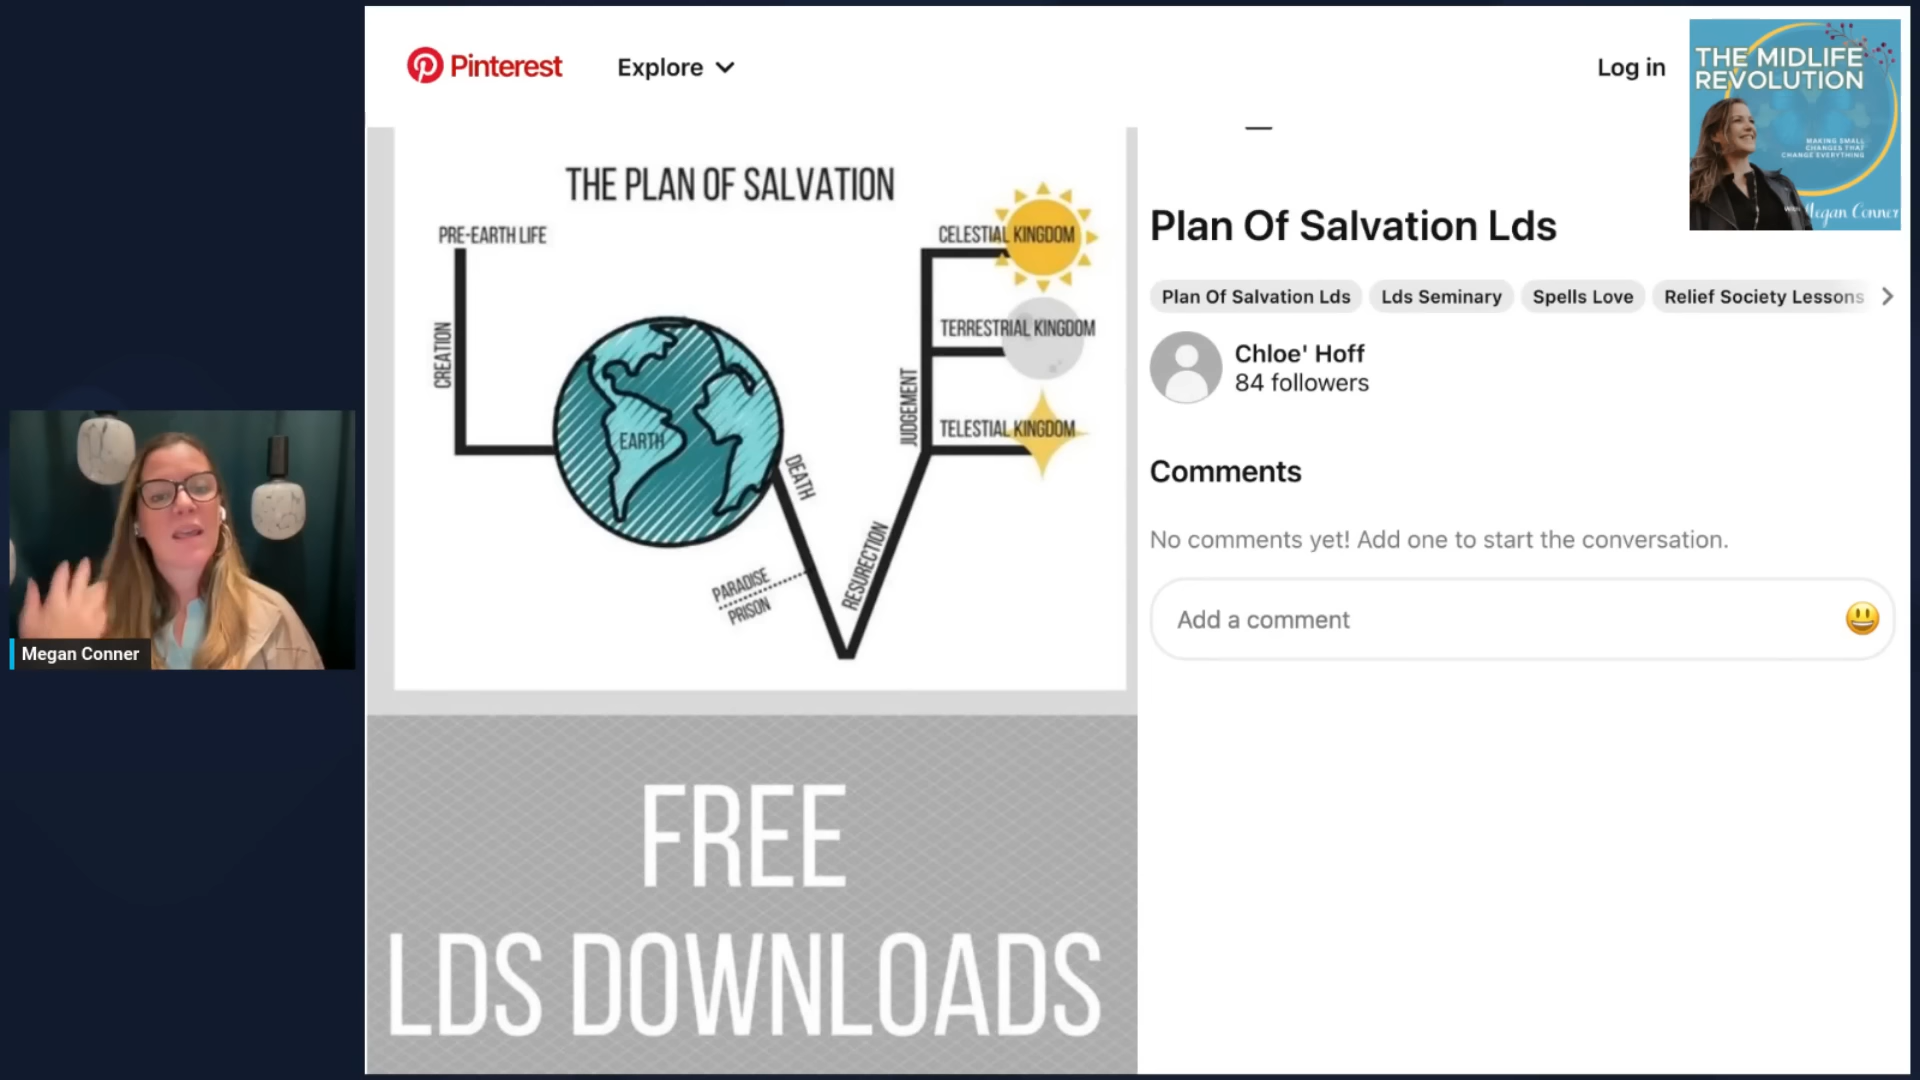 Pinterest
Explore
Log in
THE MIDLIFE
REVOLUTION
MAKING SMALL
CHANGES THAT
CHANGE EVERYTHING
with Megan Conner
THE PLAN OF SALVATION
PRE-EARTH LIFE
CREATION
EARTH
DEATH
PARADISE
PRISON
RESURECTION
JUDGEMENT
CELESTIAL KINGDOM
TERRESTRIAL KINGDOM
TELESTIAL KINGDOM
FREE
LDS DOWNLOADS
Plan Of Salvation Lds
Plan Of Salvation Lds
Lds Seminary
Spells Love
Relief Society Lessons
Chloe' Hoff
84 followers
Comments
No comments yet! Add one to start the conversation.
Add a comment
Megan Conner